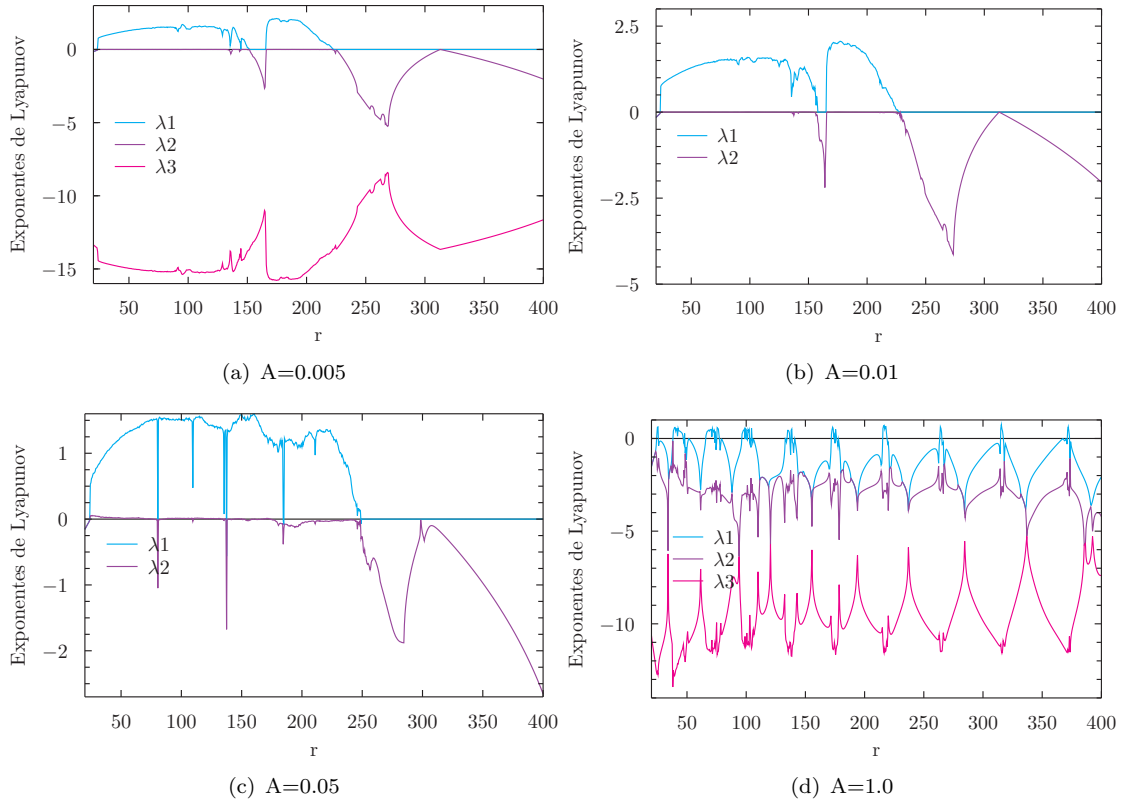 0
−5
−10
−15
50 100 150 200 250 300 350 400
Exponentes de Lyapunov
r
λ1
λ2
λ3
(a) A=0.005
2.5
0
−2.5
−5
50 100 150 200 250 300 350 400
Exponentes de Lyapunov
r
λ1
λ2
(b) A=0.01
1
0
−1
−2
50 100 150 200 250 300 350 400
Exponentes de Lyapunov
r
λ1
λ2
(c) A=0.05
0
−5
−10
50 100 150 200 250 300 350 400
Exponentes de Lyapunov
r
λ1
λ2
λ3
(d) A=1.0